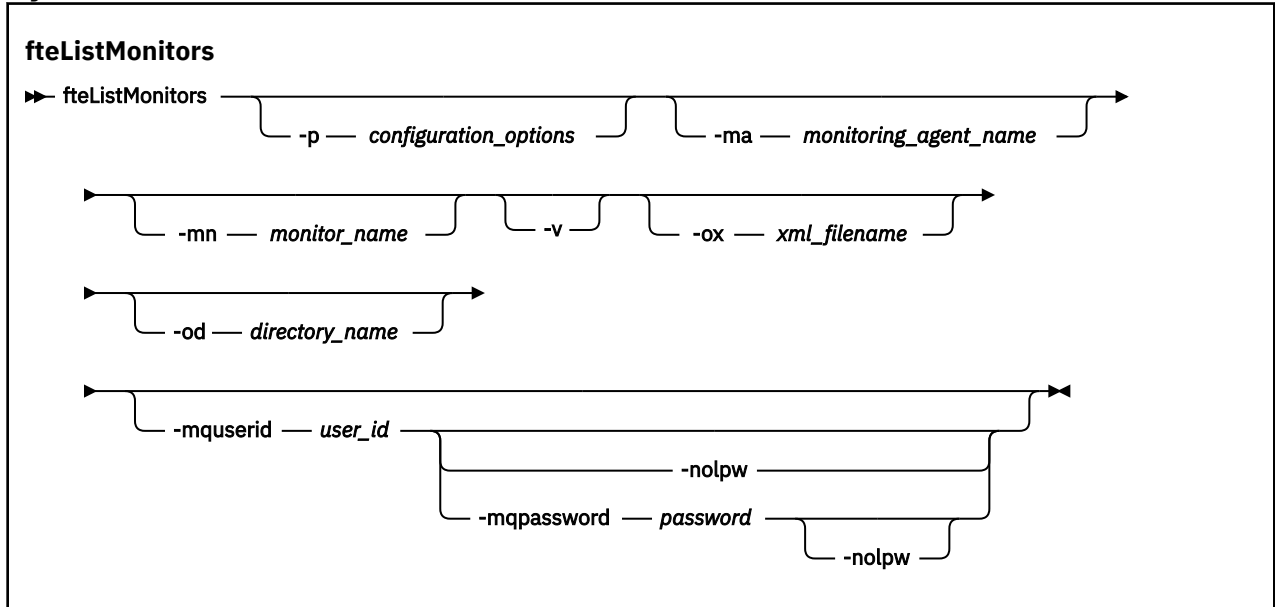 fteListMonitors
fteListMonitors
-p configuration_options -ma monitoring_agent_name
-mn monitor_name -v -ox xml_filename
-od directory_name
-mquserid user_id
-nolpw
-mqpassword password
-nolpw